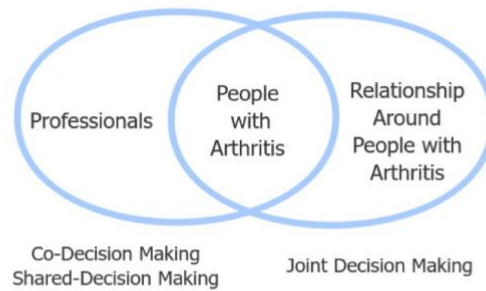 Professionals
People
with
Arthritis
Relationship
Around
People with
Arthritis
Co-Decision Making
Shared-Decision Making
Joint Decision Making